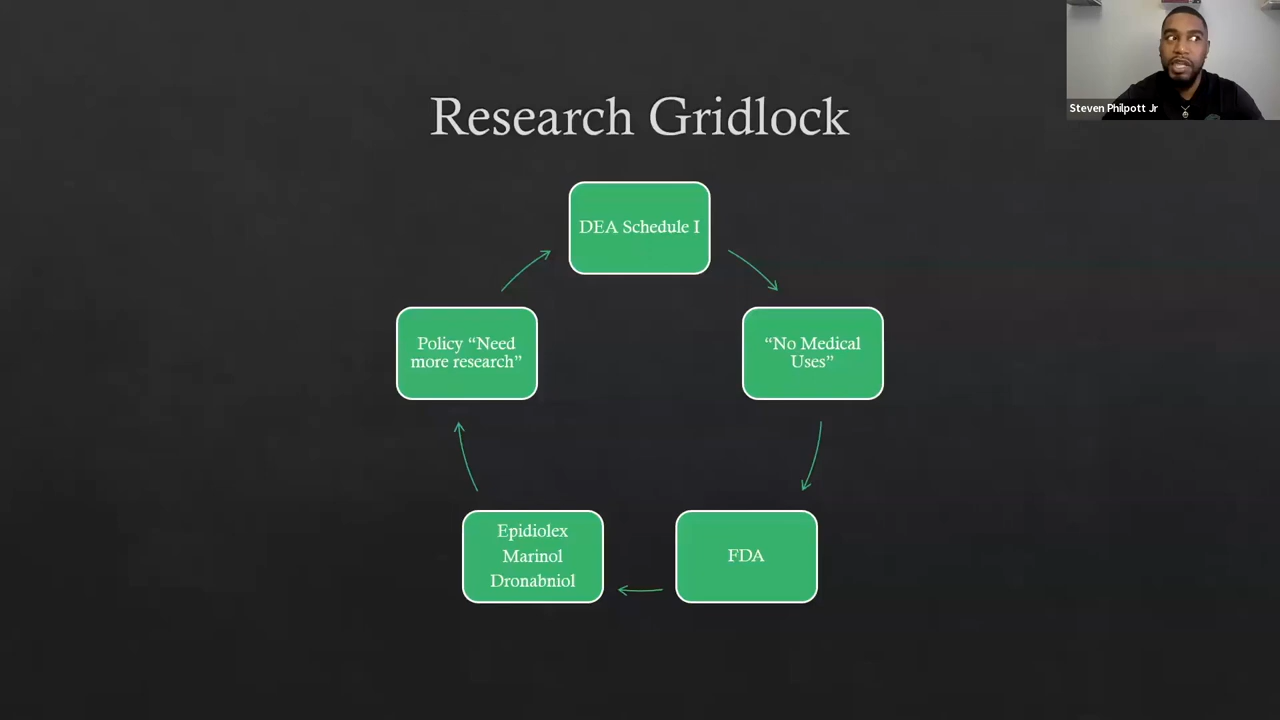 Steven Philpott Jr
Research Gridlock
DEA Schedule I
“No Medical
Uses”
FDA
Epidiolex
Marinol
Dronabniol
Policy “Need
more research”